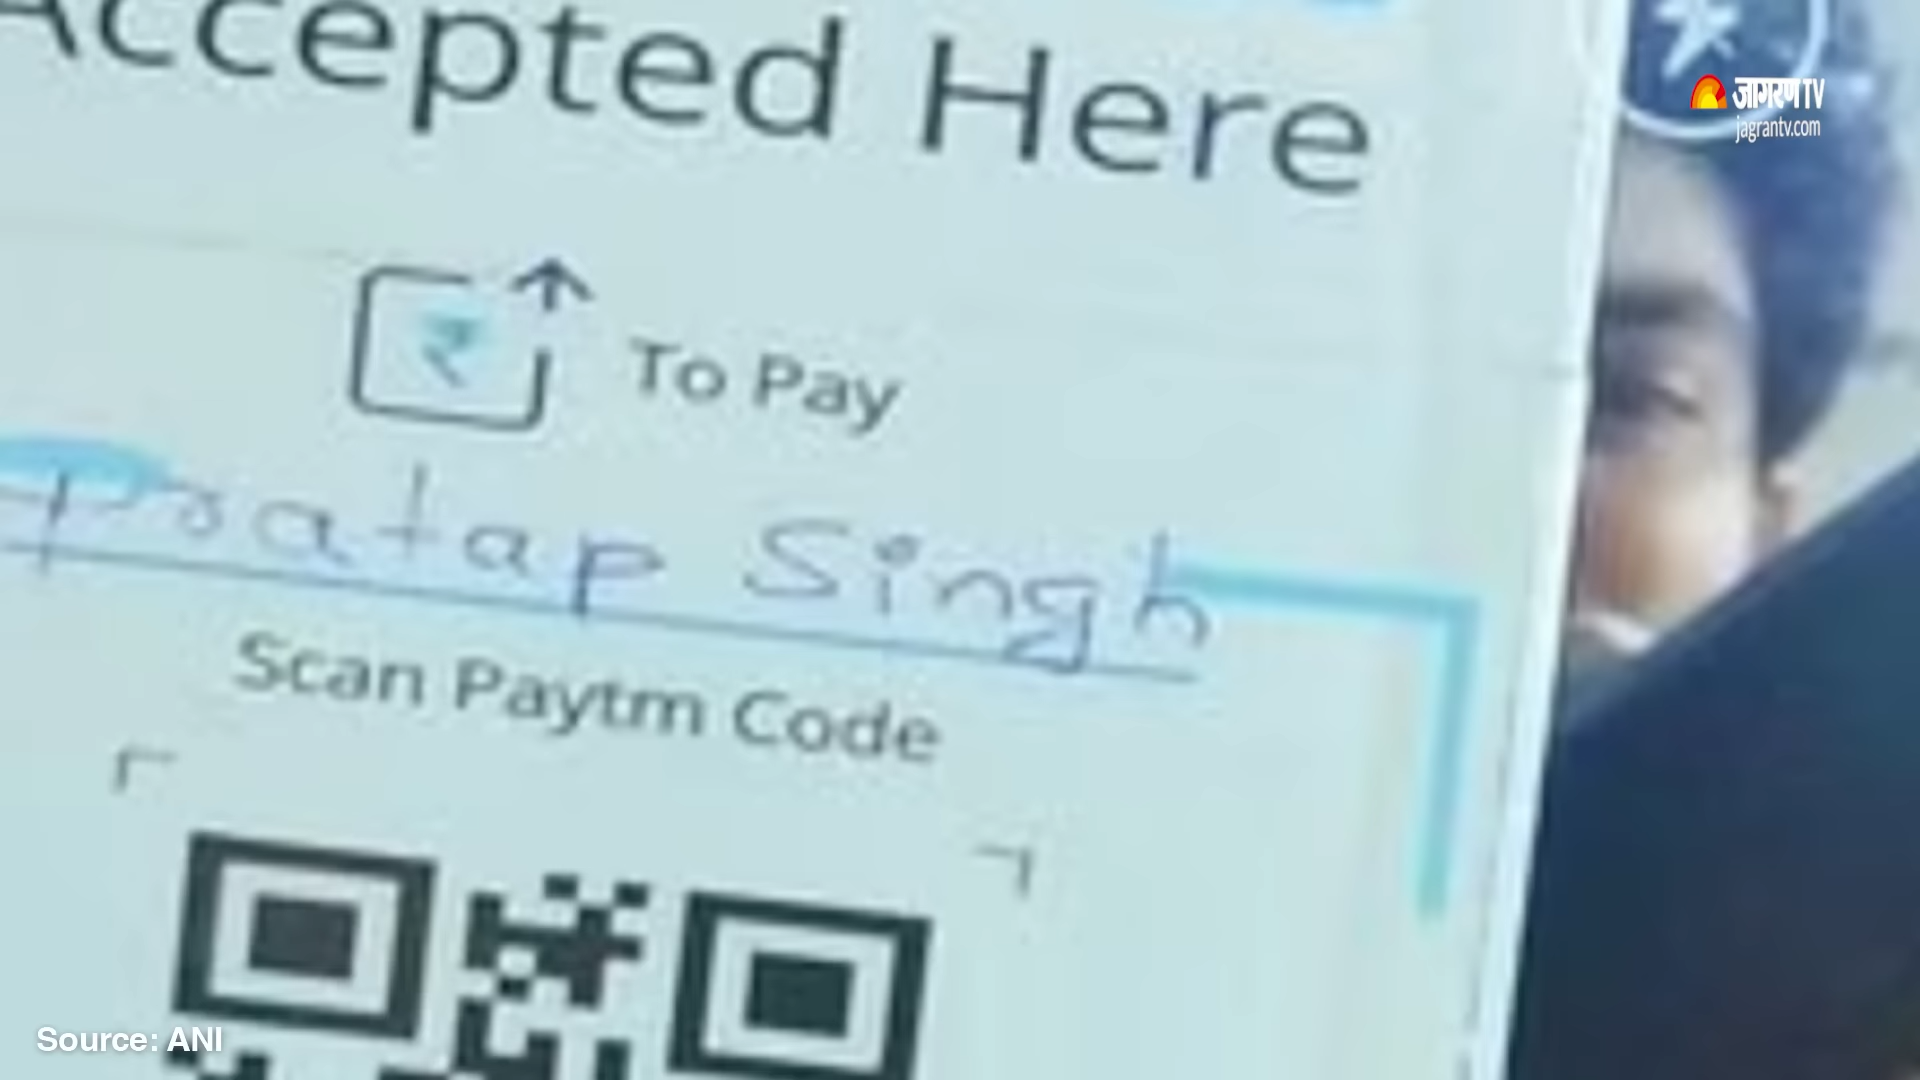 Accepted Here
जागरण TV
jagrantv.com
₹ To Pay
pratap Singh
Scan Paytm Code
Source: ANI